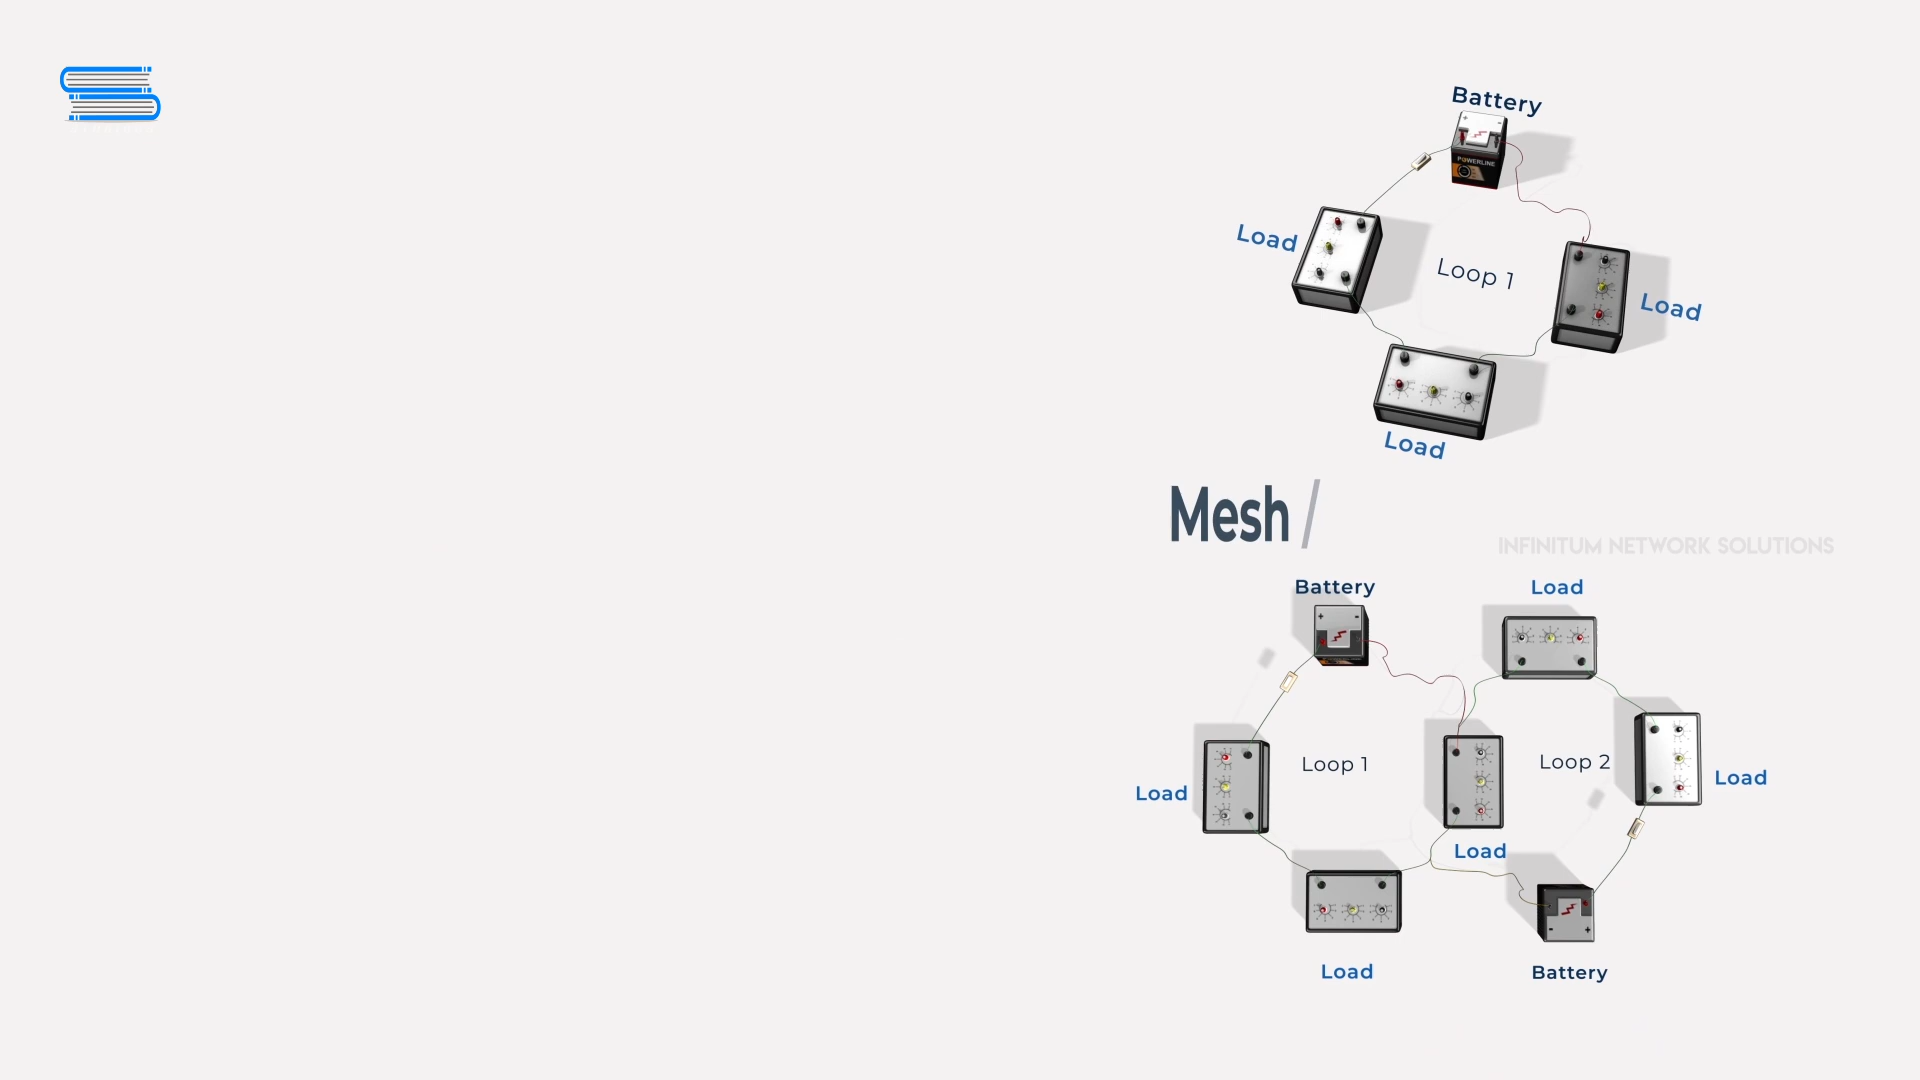 Battery
+ -
POWERLINE
Load
Loop 1
Load
Load
Mesh /
INFINITUM NETWORK SOLUTIONS
Battery
Load
+ -
Loop 1
Loop 2
Load
Load
Load
- +
Load
Battery